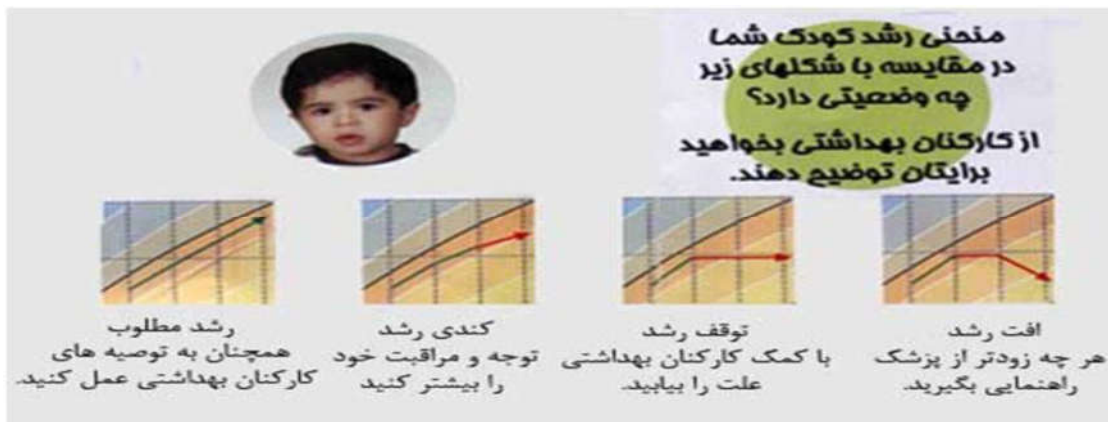 منحنی رشد کودک شما
در مقایسه با شکلهای زیر
چه وضعیتی دارد؟
از کارکنان بهداشتی بخواهید
برایتان توضیح دهند.
افت رشد
هر چه زودتر از پزشک
راهنمایی بگیرید.
توقف رشد
با کمک کارکنان بهداشتی
علت را بیابید.
کندی رشد
توجه و مراقبت خود
را بیشتر کنید
رشد مطلوب
همچنان به توصیه های
کارکنان بهداشتی عمل کنید.